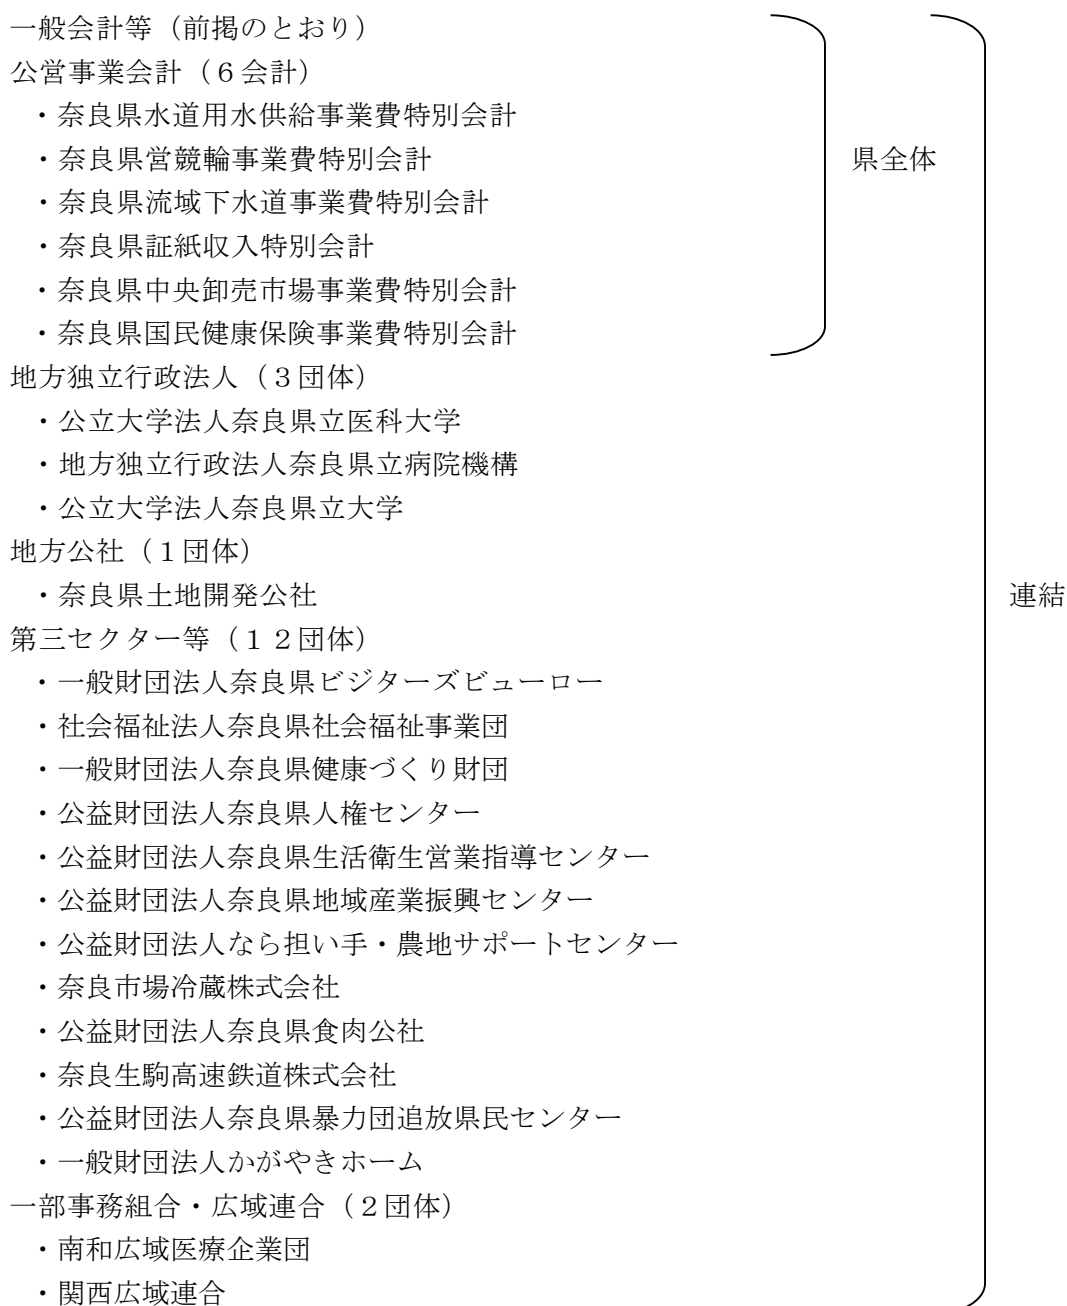 一般会計等（前掲のとおり）
公営事業会計（６会計）
・奈良県水道用水供給事業費特別会計
・奈良県営競輪事業費特別会計
県全体
・奈良県流域下水道事業費特別会計
・奈良県証紙収入特別会計
・奈良県中央卸売市場事業費特別会計
・奈良県国民健康保険事業費特別会計
地方独立行政法人（３団体）
・公立大学法人奈良県立医科大学
・地方独立行政法人奈良県立病院機構
・公立大学法人奈良県立大学
地方公社（１団体）
・奈良県土地開発公社
連結
第三セクター等（１２団体）
・一般財団法人奈良県ビジターズビューロー
・社会福祉法人奈良県社会福祉事業団
・一般財団法人奈良県健康づくり財団
・公益財団法人奈良県人権センター
・公益財団法人奈良県生活衛生営業指導センター
・公益財団法人奈良県地域産業振興センター
・公益財団法人なら担い手・農地サポートセンター
・奈良市場冷蔵株式会社
・公益財団法人奈良県食肉公社
・奈良生駒高速鉄道株式会社
・公益財団法人奈良県暴力団追放県民センター
・一般財団法人かがやきホーム
一部事務組合・広域連合（２団体）
・南和広域医療企業団
・関西広域連合